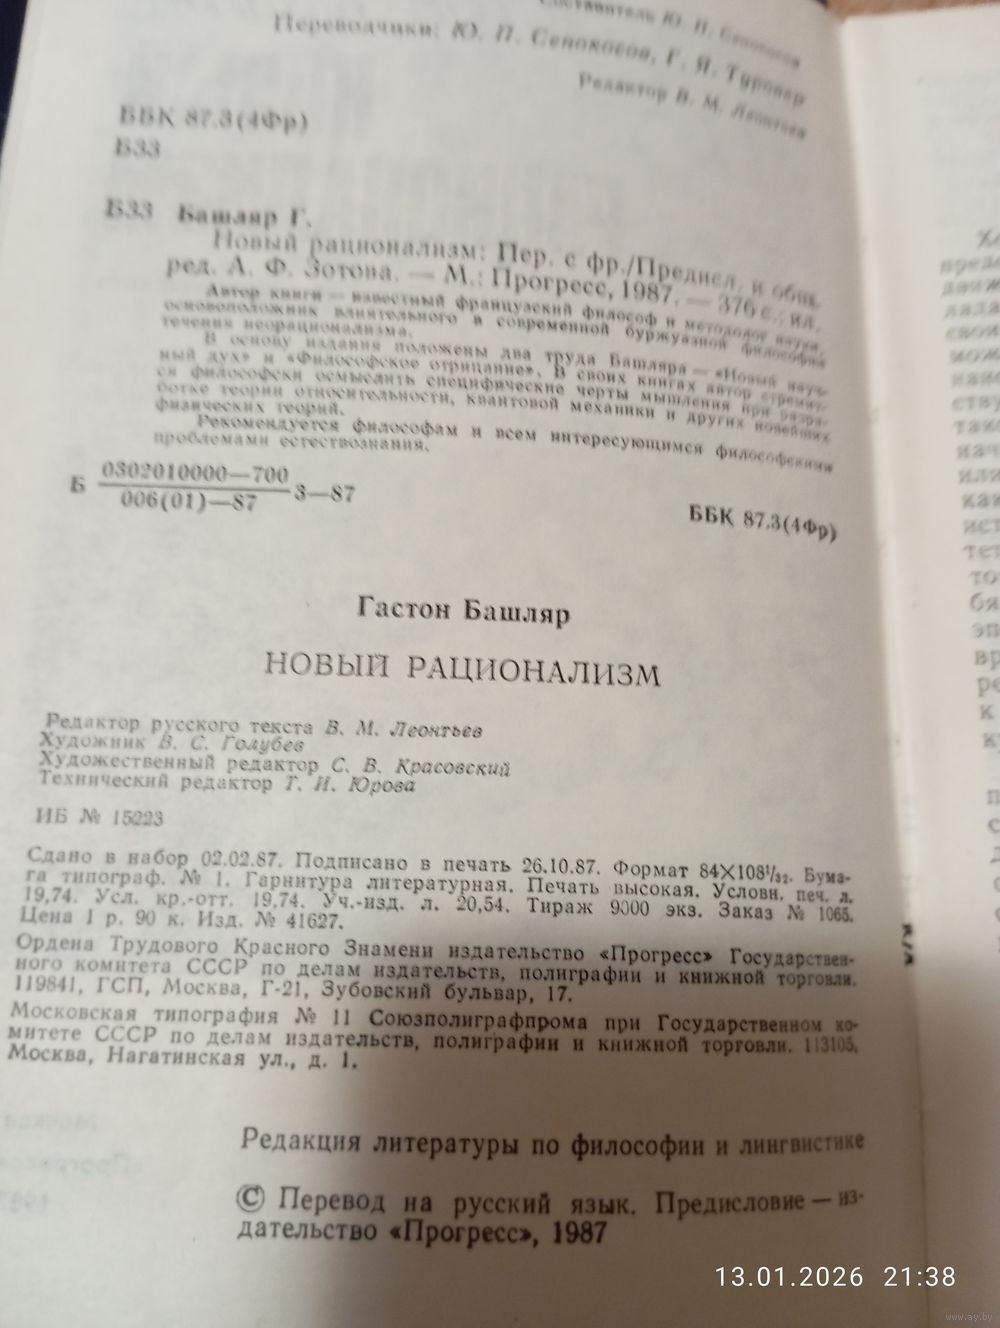 Составитель Ю. П. Сенокосов
Переводчики: Ю. П. Сенокосов, Г. Я. Туровер
Редактор В. М. Леонтьев
ББК 87.3(4Фр)
Б33
Б33 Башляр Г.
Новый рационализм: Пер. с фр./Предисл. и общ.
ред. А. Ф. Зотова. — М.: Прогресс, 1987. — 376 с.: ил.
Автор книги — известный французский философ и методолог науки,
основоположник влиятельного в современной буржуазной философии
течения неорационализма.
В основу издания положены два труда Башляра — «Новый науч-
ный дух» и «Философское отрицание». В своих книгах автор стремит-
ся философски осмыслить специфические черты мышления при разра-
ботке теории относительности, квантовой механики и других новейших
физических теорий.
Рекомендуется философам и всем интересующимся философскими
проблемами естествознания.
Б 0302010000—700
006(01)—87 3—87
ББК 87.3(4Фр)
Гастон Башляр
НОВЫЙ РАЦИОНАЛИЗМ
Редактор русского текста В. М. Леонтьев
Художник В. С. Голубев
Художественный редактор С. В. Красовский
Технический редактор Т. И. Юрова
ИБ № 15223
Сдано в набор 02.02.87. Подписано в печать 26.10.87. Формат 84×108¹/₃₂. Бума-
га типограф. № 1. Гарнитура литературная. Печать высокая. Условн. печ. л.
19,74. Усл. кр.-отт. 19,74. Уч.-изд. л. 20,54. Тираж 9000 экз. Заказ № 1065.
Цена 1 р. 90 к. Изд. № 41627.
Ордена Трудового Красного Знамени издательство «Прогресс» Государствен-
ного комитета СССР по делам издательств, полиграфии и книжной торговли.
119841, ГСП, Москва, Г-21, Зубовский бульвар, 17.
Московская типография № 11 Союзполиграфпрома при Государственном ко-
митете СССР по делам издательств, полиграфии и книжной торговли. 113105,
Москва, Нагатинская ул., д. 1.
Редакция литературы по философии и лингвистике
© Перевод на русский язык. Предисловие — из-
дательство «Прогресс», 1987
13.01.2026 21:38
www.ay.by